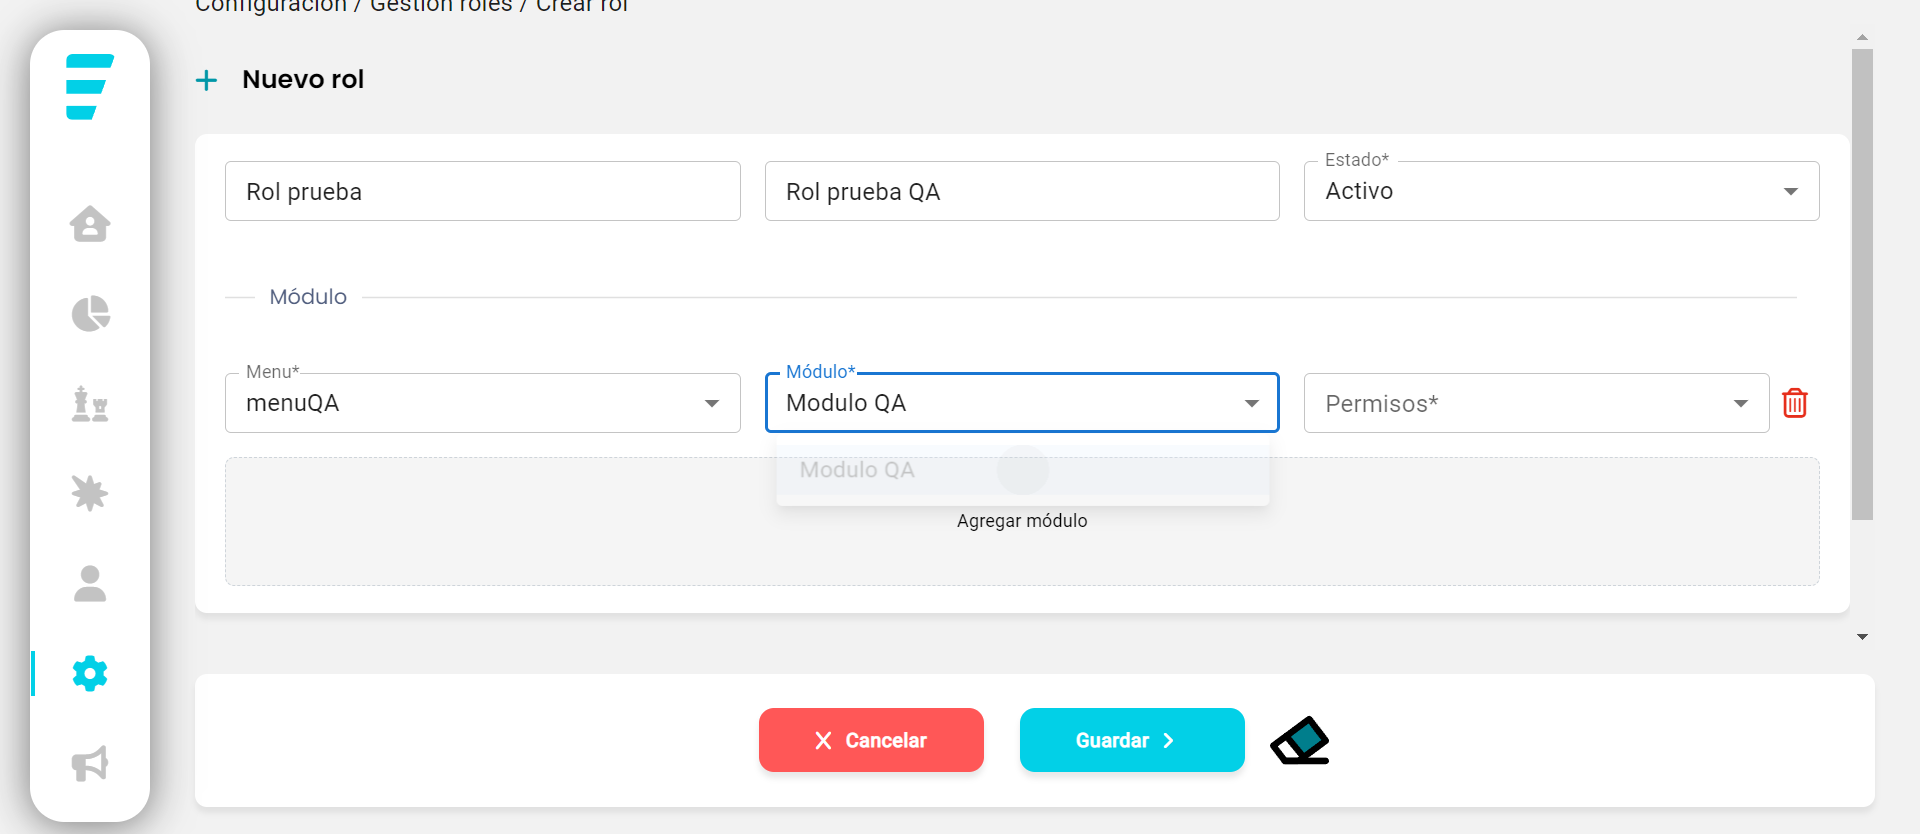 Configuración / Gestión roles / Crear rol
Nuevo rol
Rol prueba
Rol prueba QA
Estado*
Activo
Módulo
Menu*
menuQA
Módulo*
Modulo QA
Permisos*
Modulo QA
Agregar módulo
Cancelar
Guardar